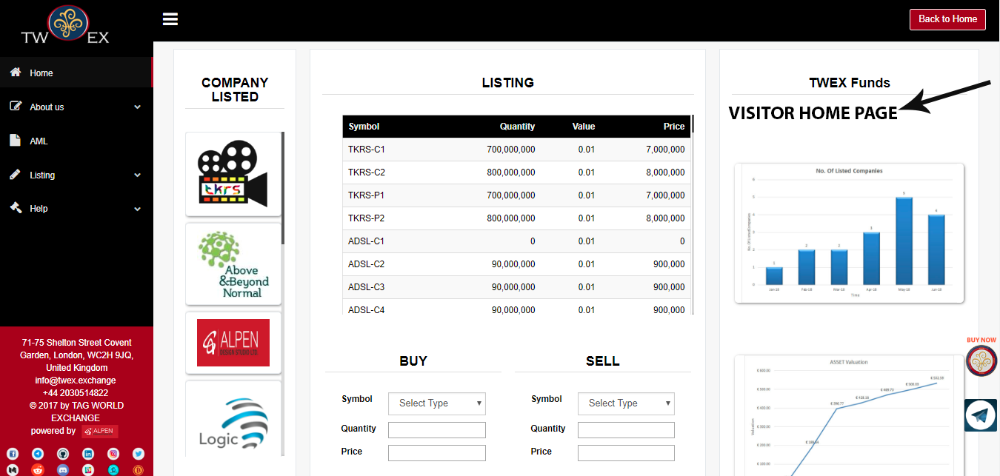 TW EX
Back to Home
Home
About us
AML
Listing
Help
71-75 Shelton Street Covent
Garden, London, WC2H 9JQ,
United Kingdom
info@twex.exchange
+44 2030514822
© 2017 by TAG WORLD
EXCHANGE
powered by ALPEN
COMPANY
LISTED
tkrs
Above
&Beyond
Normal
ALPEN
DESIGN STUDIO LTD
Logic
LISTING
Symbol Quantity Value Price
TKRS-C1 700,000,000 0.01 7,000,000
TKRS-C2 800,000,000 0.01 8,000,000
TKRS-P1 700,000,000 0.01 7,000,000
TKRS-P2 800,000,000 0.01 8,000,000
ADSL-C1 0 0.01 0
ADSL-C2 90,000,000 0.01 900,000
ADSL-C3 90,000,000 0.01 900,000
ADSL-C4 90,000,000 0.01 900,000
BUY
Symbol Select Type
Quantity
Price
SELL
Symbol Select Type
Quantity
Price
TWEX Funds
VISITOR HOME PAGE
No. Of Listed Companies
No. Of Listed Companies
6
5
4
3
2
1
0
1 2 2 3 5 4
Jan-18 Feb-18 Mar-18 Apr-18 May-18 Jun-18
Time
BUY NOW
ASSET Valuation
Valuation
€ 600.00
€ 500.00
€ 400.00
€ 300.00
€ 200.00
€ 100.00
€ 396.77
€ 428.16
€ 469.73
€ 500.33